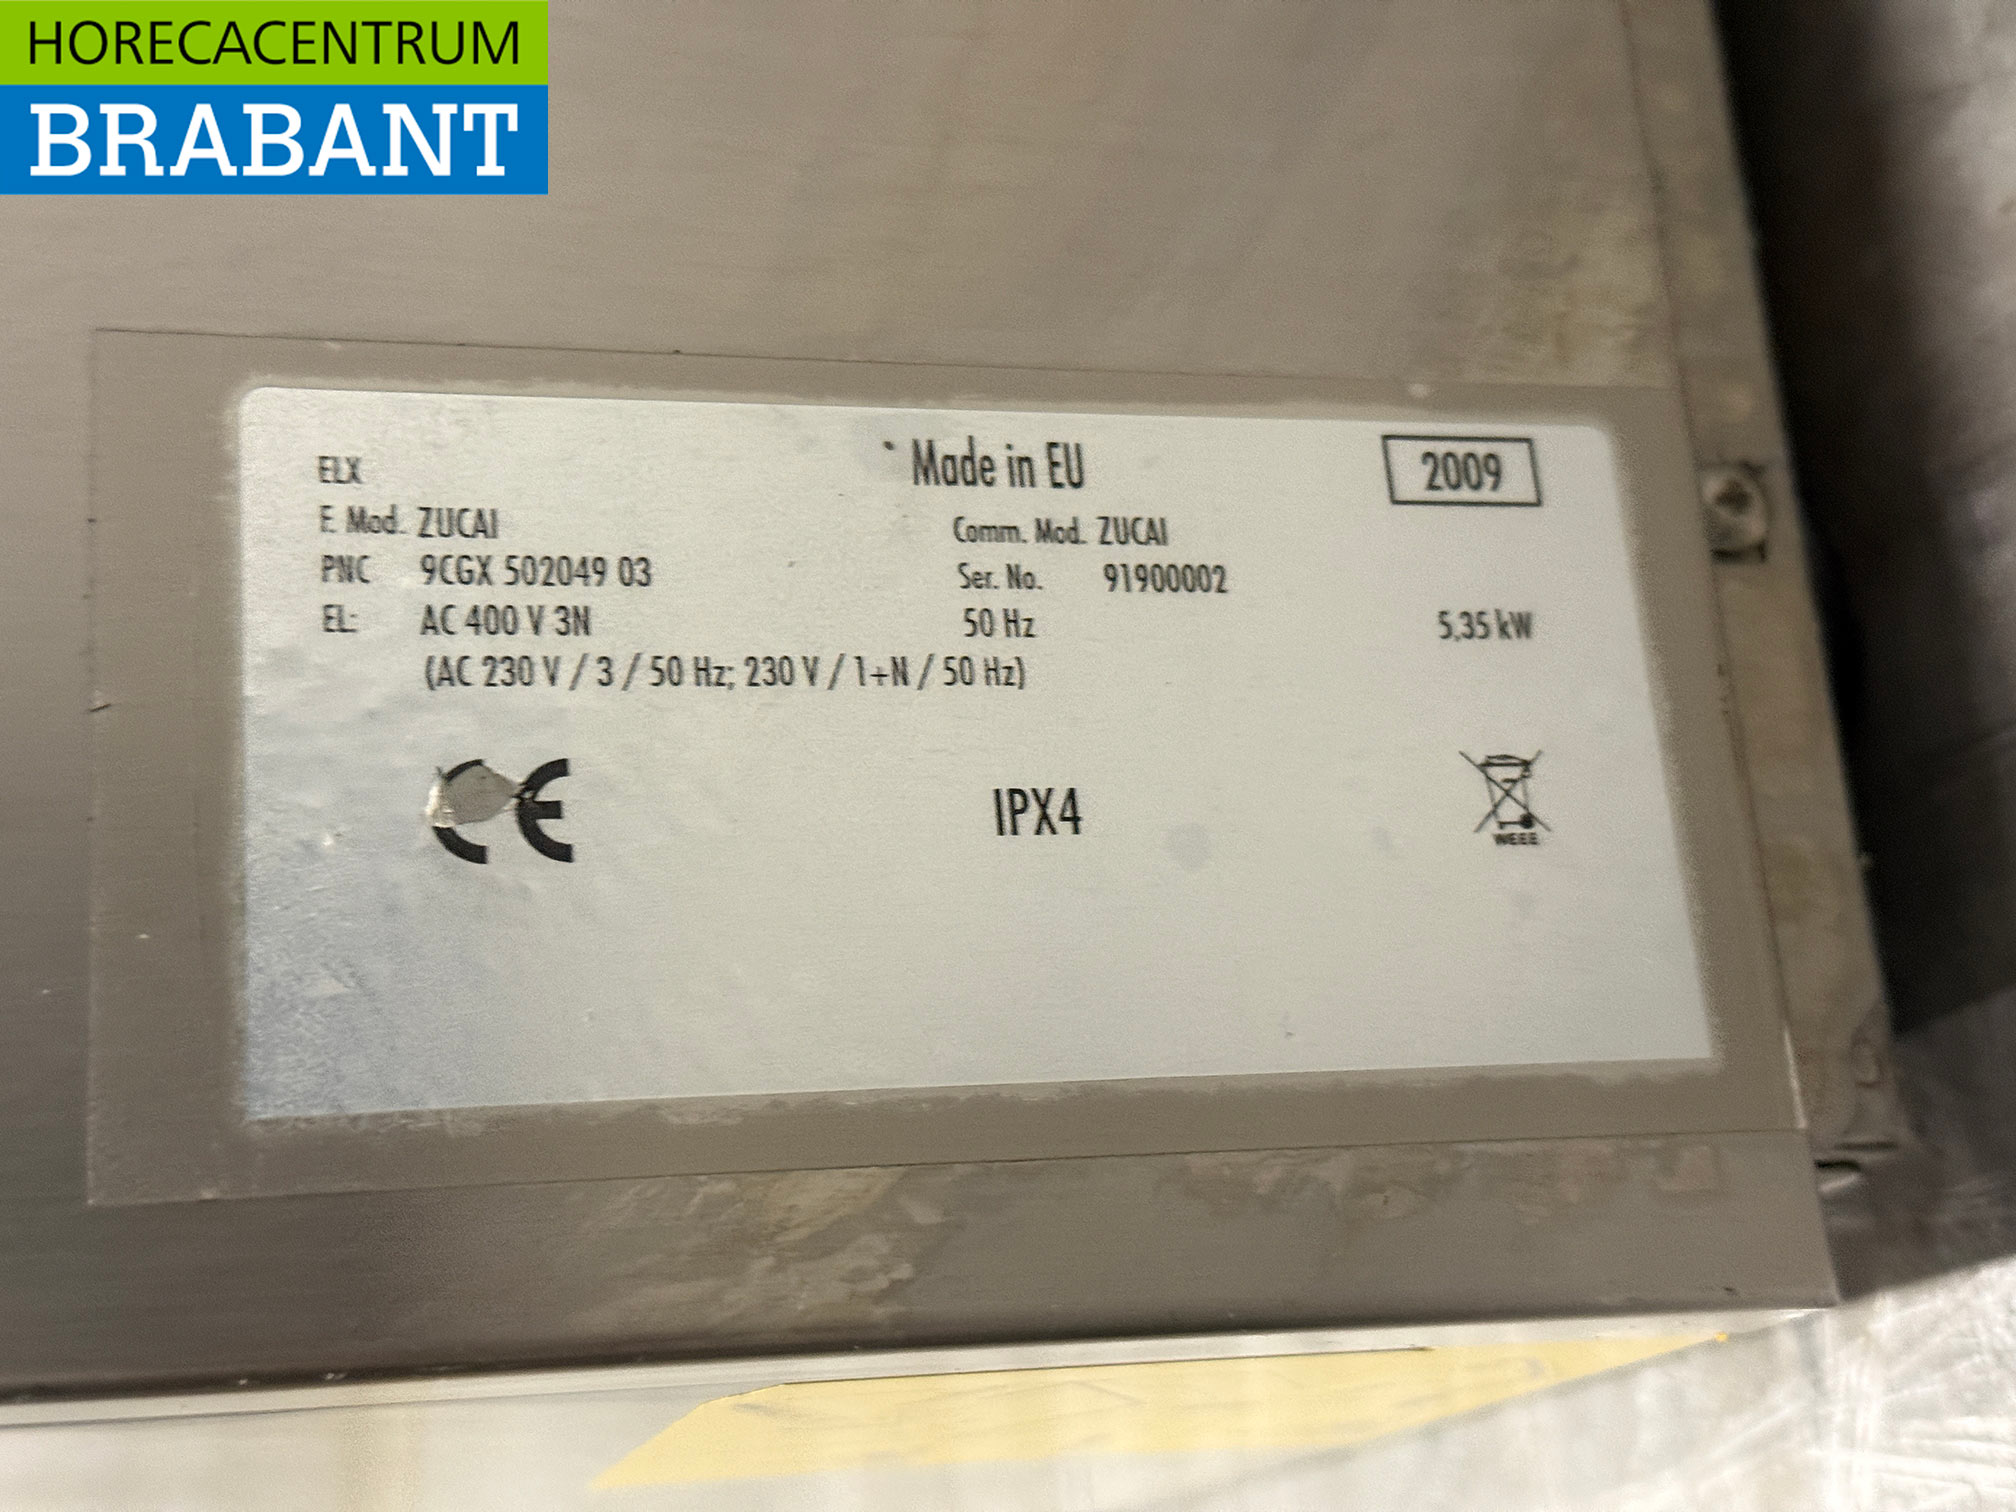 HORECACENTRUM
BRABANT
ELX
Made in EU
2009
F. Mod. ZUCAI
Comm. Mod. ZUCAI
PNC 9CGX 502049 03
Ser. No. 91900002
EL: AC 400 V 3N
50 Hz
5,35 kW
(AC 230 V / 3 / 50 Hz; 230 V / 1+N / 50 Hz)
CE
IPX4
WEEE